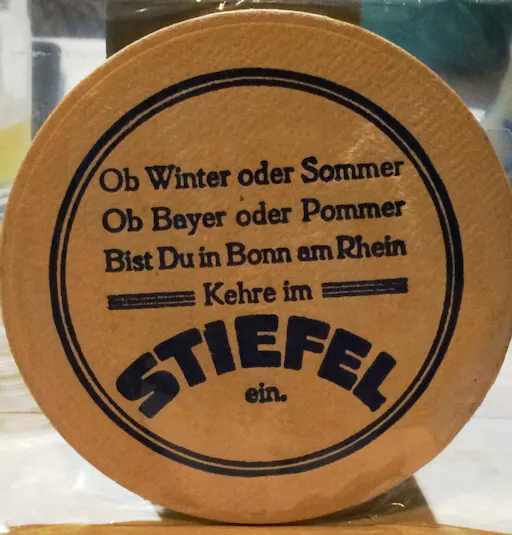 Ob Winter oder Sommer
Ob Bayer oder Pommer
Bist Du in Bonn am Rhein
Kehre im
STIEFEL
ein.